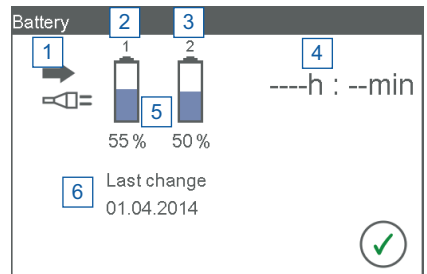 Battery
1 2 3 4
1 2
----h : --min
5
55 % 50 %
6 Last change
01.04.2014